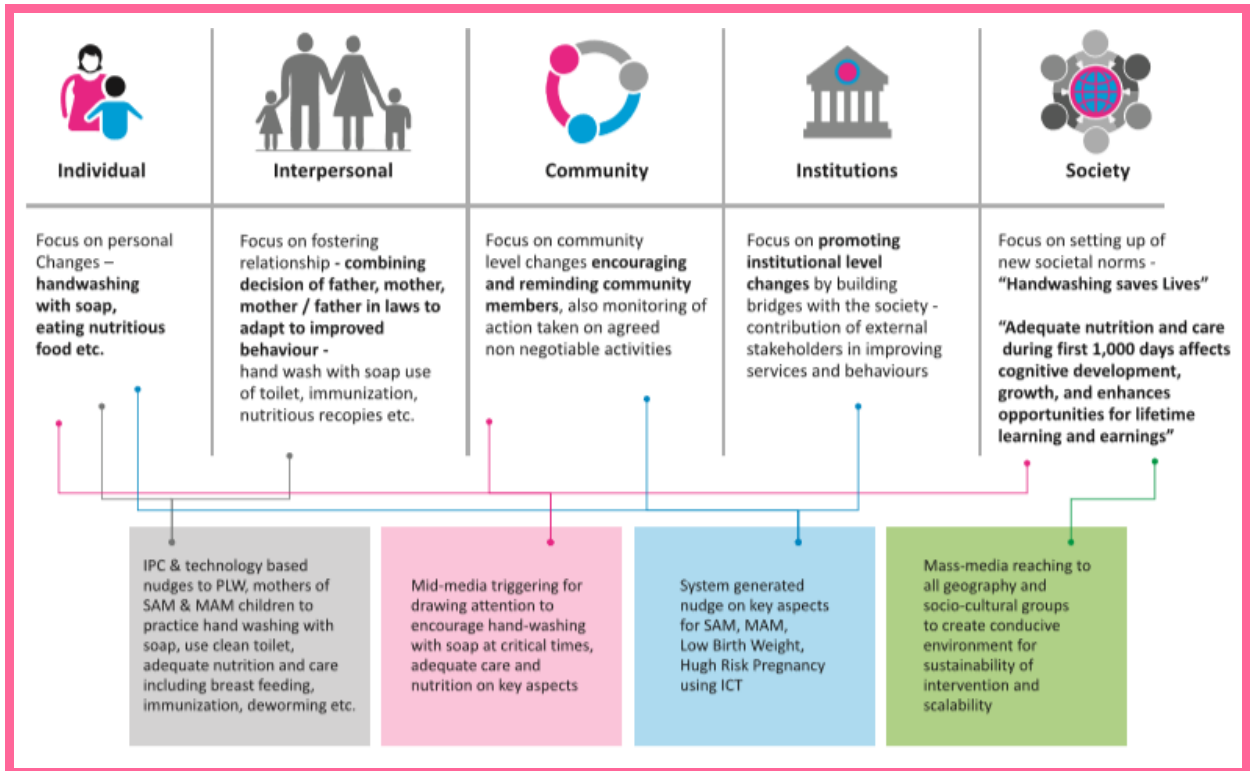 Individual
Interpersonal
Community
Institutions
Society
Focus on personal
Changes –
handwashing
with soap,
eating nutritious
food etc.
Focus on fostering
relationship - combining
decision of father, mother,
mother / father in laws to
adapt to improved
behaviour -
hand wash with soap use
of toilet, immunization,
nutritious recopies etc.
Focus on community
level changes encouraging
and reminding community
members, also monitoring of
action taken on agreed
non negotiable activities
Focus on promoting
institutional level
changes by building
bridges with the society -
contribution of external
stakeholders in improving
services and behaviours
Focus on setting up of
new societal norms -
“Handwashing saves Lives”
“Adequate nutrition and care
during first 1,000 days affects
cognitive development,
growth, and enhances
opportunities for lifetime
learning and earnings”
IPC & technology based
nudges to PLW, mothers of
SAM & MAM children to
practice hand washing with
soap, use clean toilet,
adequate nutrition and care
including breast feeding,
immunization, deworming etc.
Mid-media triggering for
drawing attention to
encourage hand-washing
with soap at critical times,
adequate care and
nutrition on key aspects
System generated
nudge on key aspects
for SAM, MAM,
Low Birth Weight,
Hugh Risk Pregnancy
using ICT
Mass-media reaching to
all geography and
socio-cultural groups
to create conducive
environment for
sustainability of
intervention and
scalability